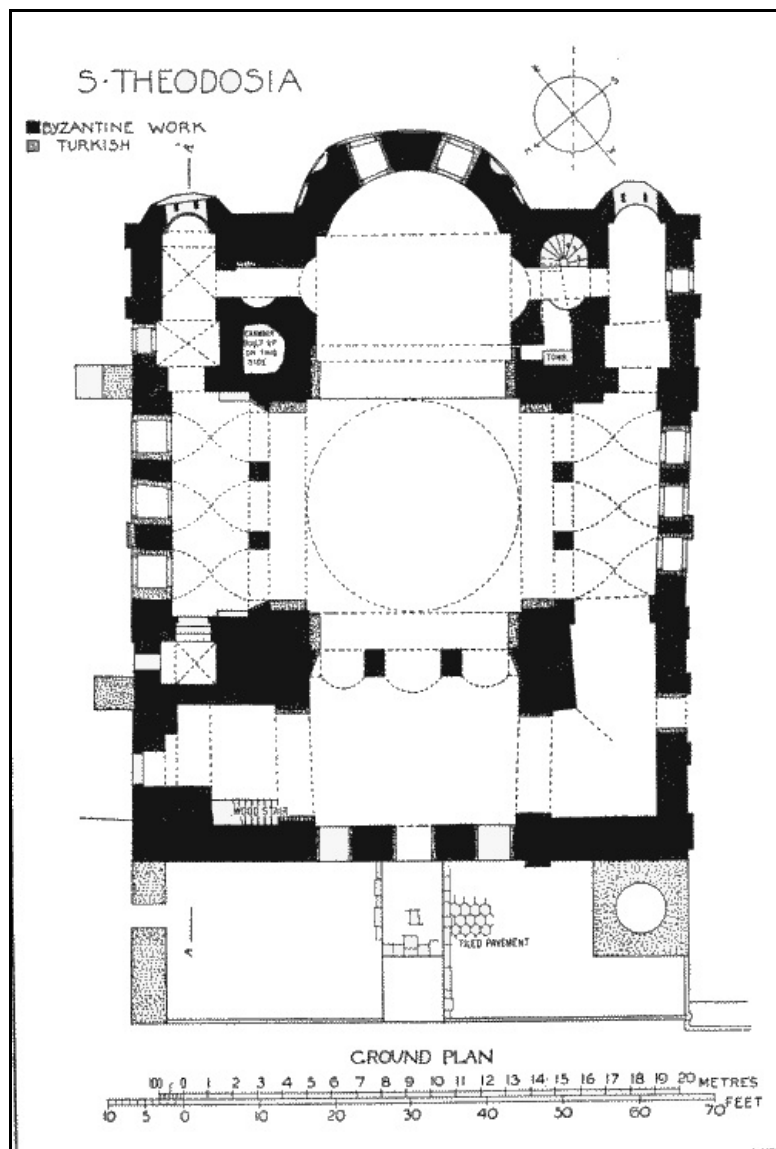 S·THEODOSIA
BYZANTINE WORK
TURKISH
A
CHAMBER
BUILT UP
ON THIS
SIDE
TOMB
WOOD STAIR
TILED PAVEMENT
A
GROUND PLAN
0 1 2 3 4 5 6 7 8 9 10 11 12 13 14 15 16 17 18 19 20 METRES
10 5 0 10 20 30 40 50 60 70 FEET